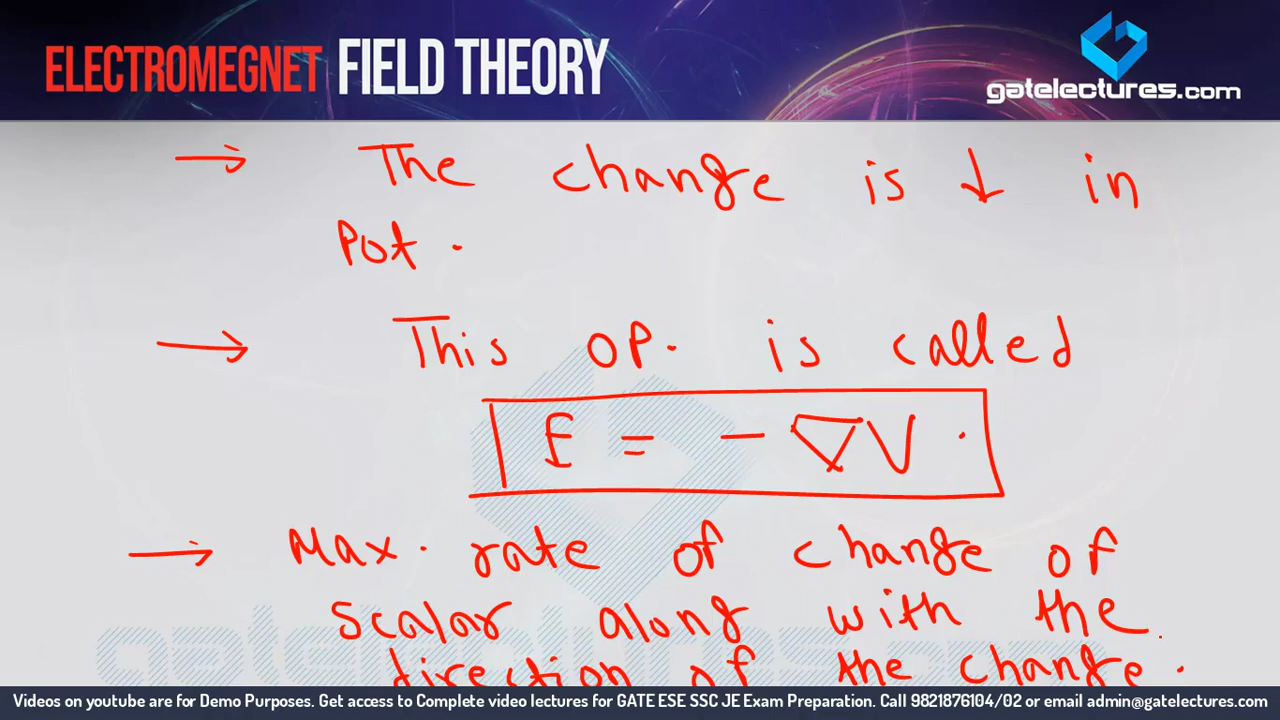 ELECTROMEGNET FIELD THEORY
gatelectures.com
→ The change is ↓ in
Pot.
→ This OP. is called
E = - ∇V.
→ Max. rate of change of
Scalar along with the
direction of the change.
gatelectures.com
Videos on youtube are for Demo Purposes. Get access to Complete video lectures for GATE ESE SSC JE Exam Preparation. Call 9821876104/02 or email admin@gatelectures.com